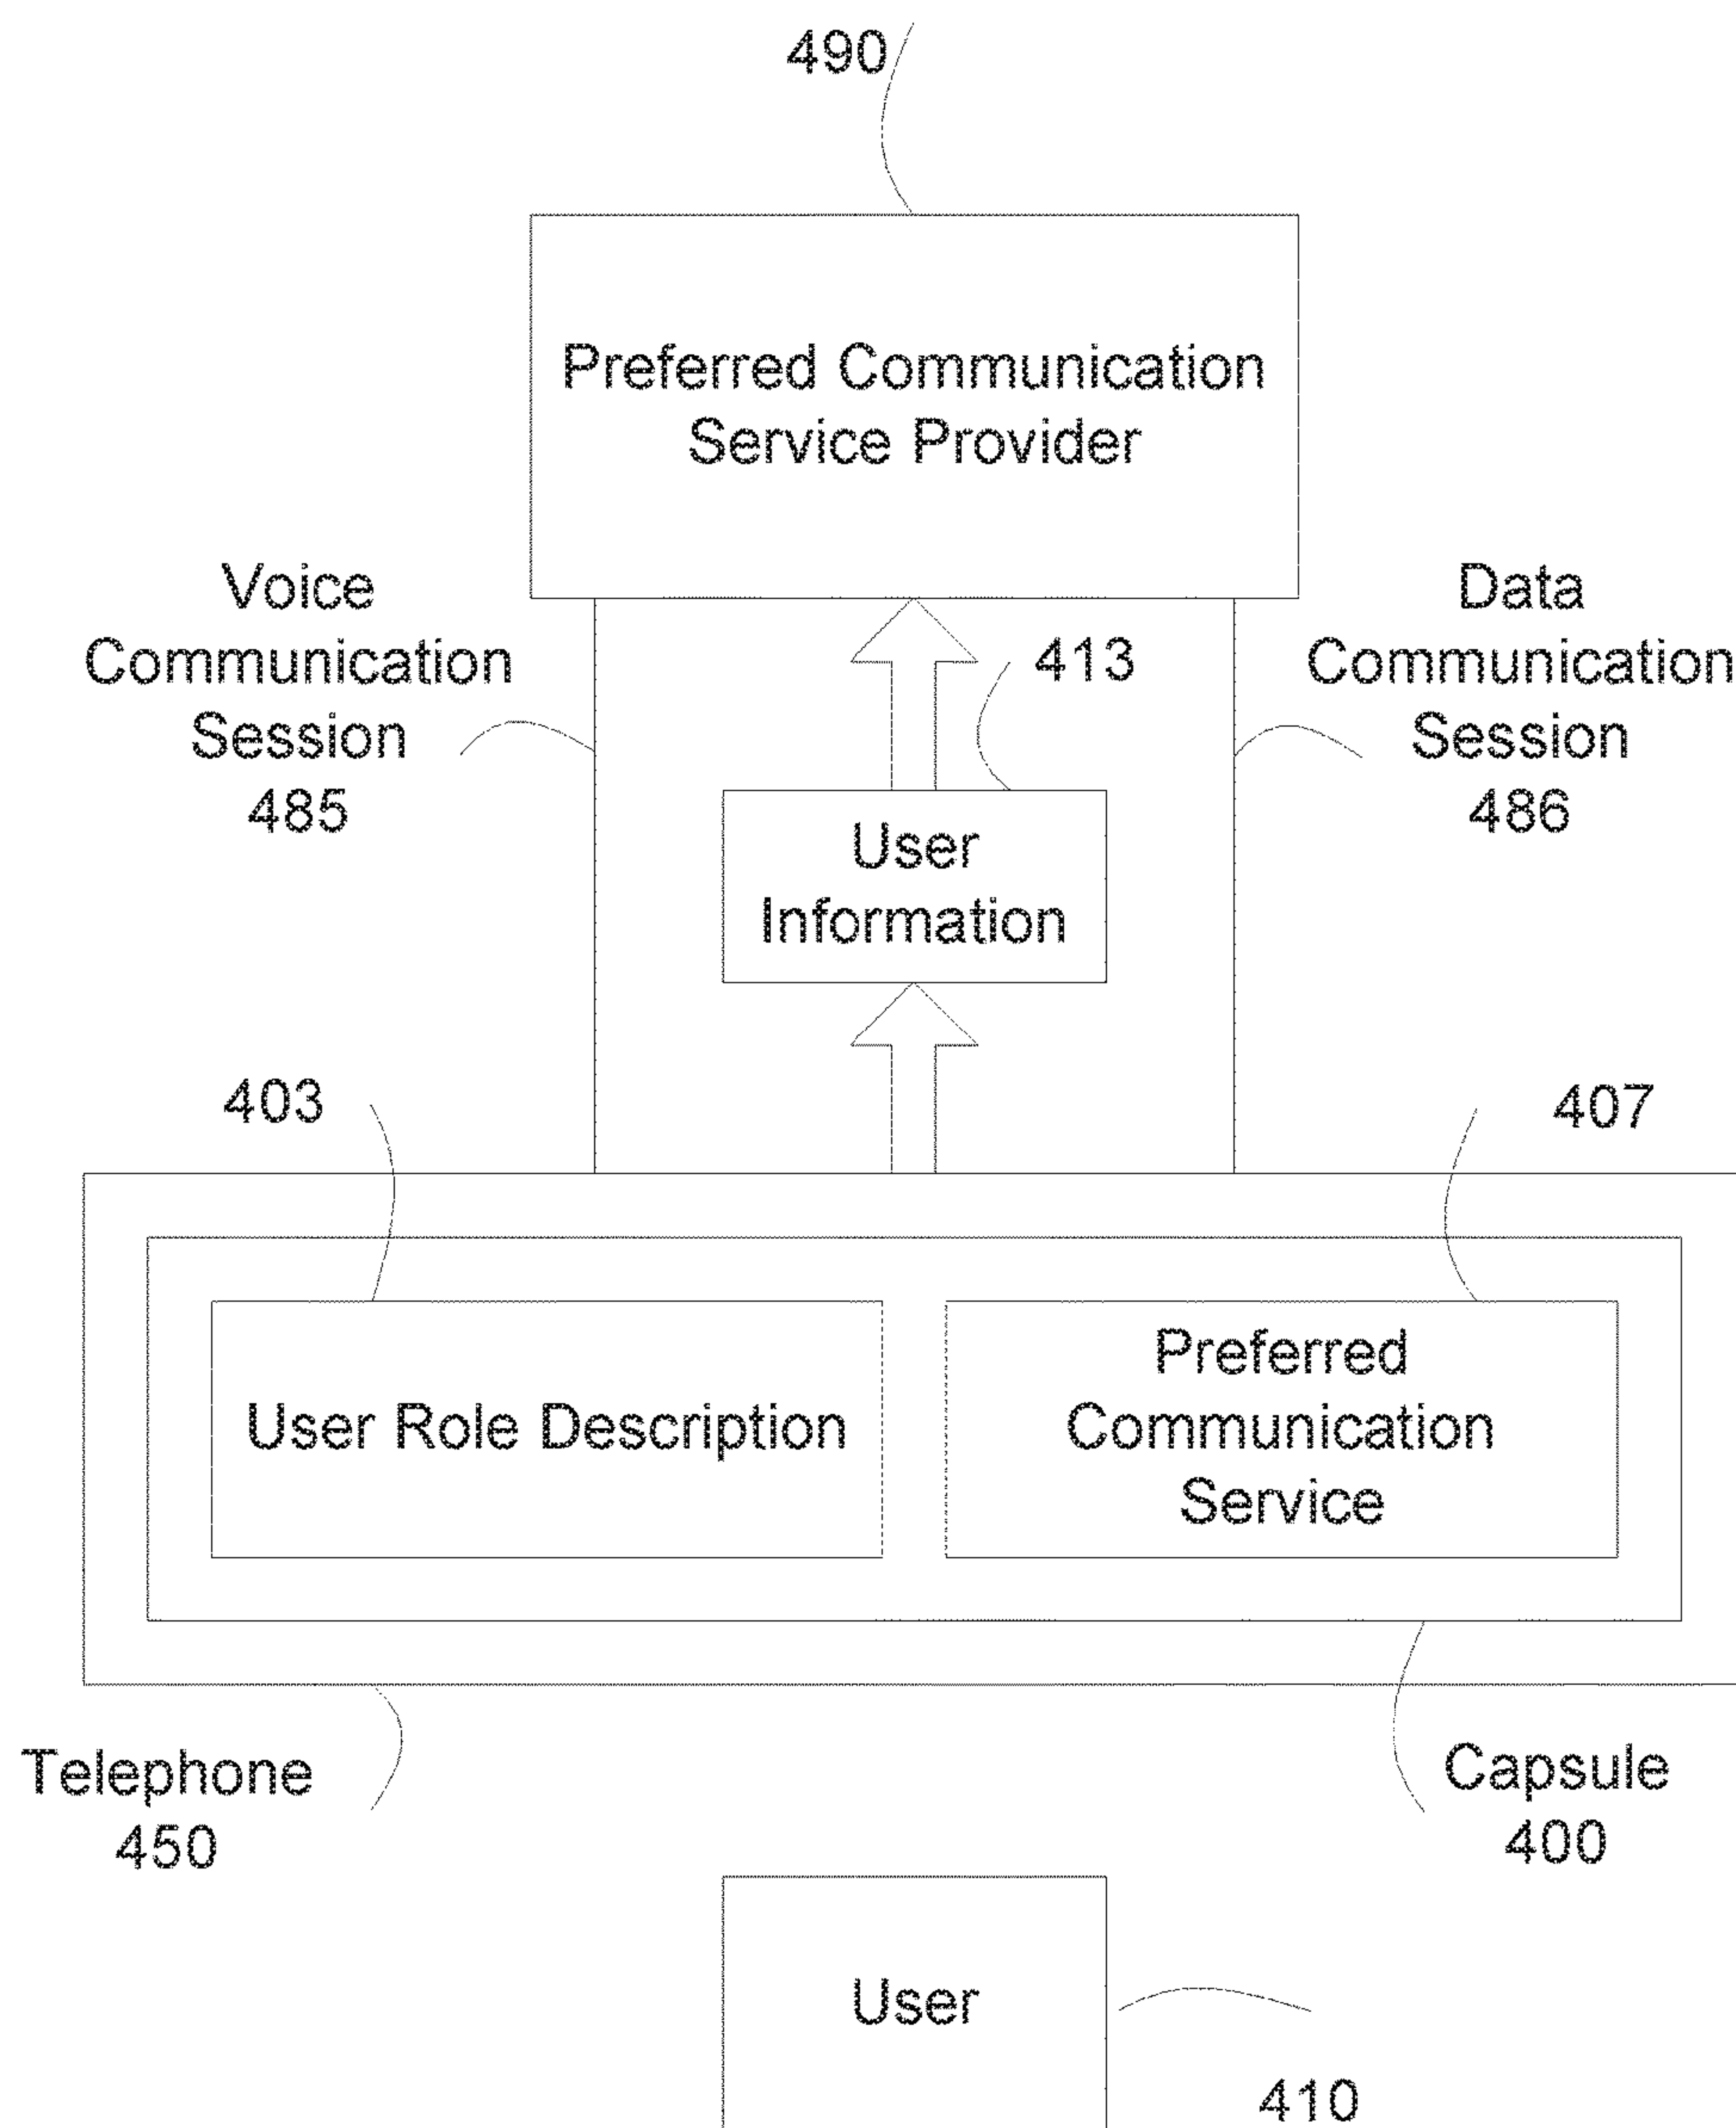 490
Preferred Communication
Service Provider
Voice
Communication
Session
485
Data
Communication
Session
486
413
User
Information
403
407
User Role Description
Preferred
Communication
Service
Telephone
450
Capsule
400
User
410